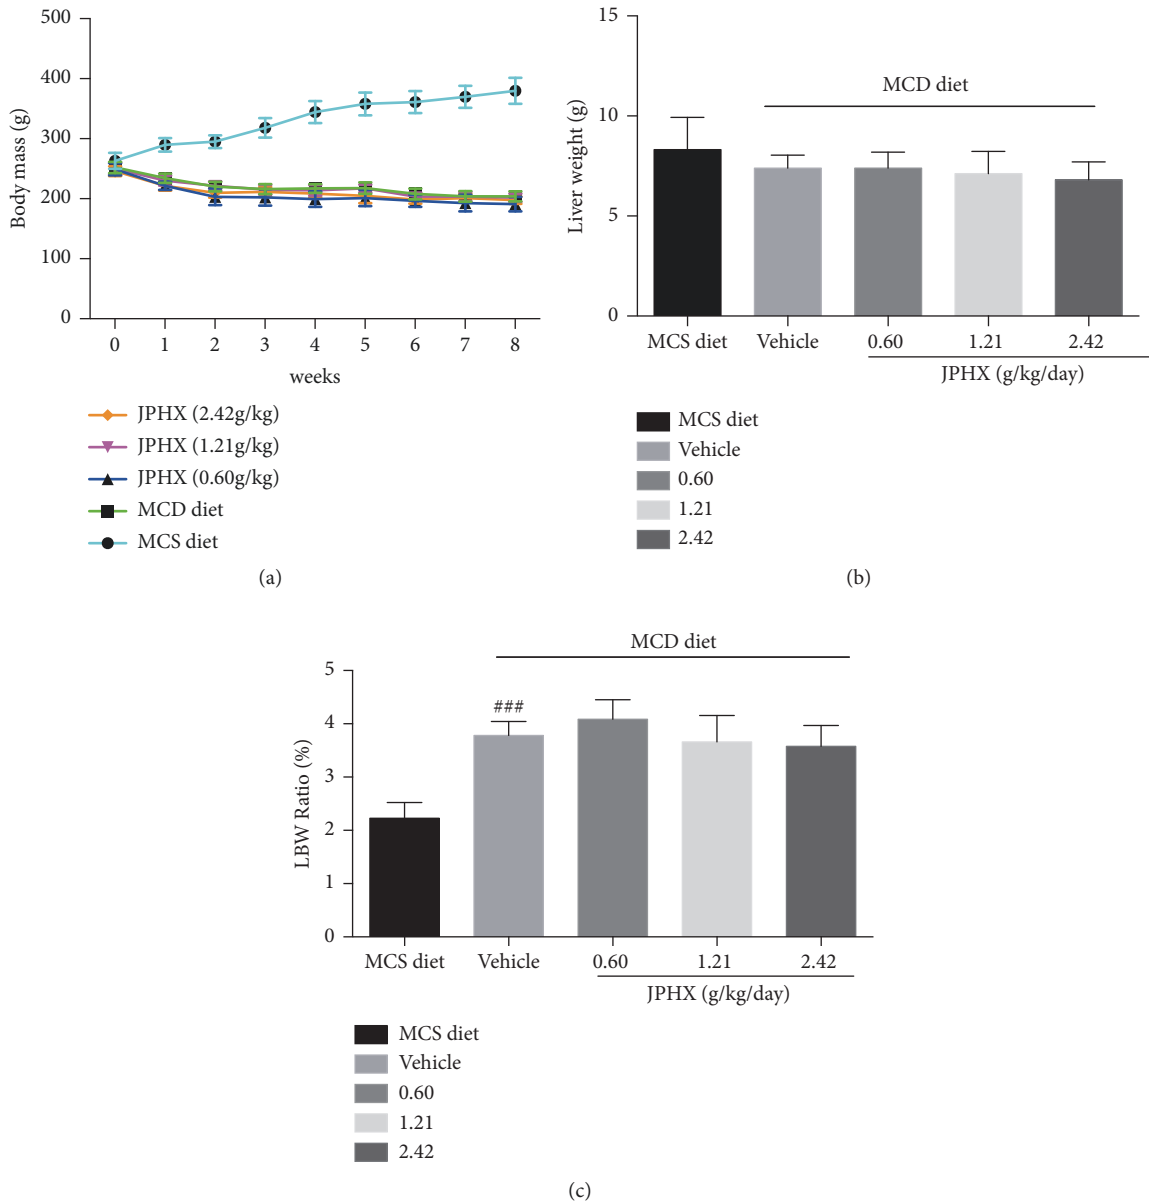 500
400
300
200
100
0
Body mass (g)
0 1 2 3 4 5 6 7 8
weeks
JPHX (2.42g/kg)
JPHX (1.21g/kg)
JPHX (0.60g/kg)
MCD diet
MCS diet
(a)
15
10
5
0
Liver weight (g)
MCD diet
MCS diet Vehicle 0.60 1.21 2.42
JPHX (g/kg/day)
MCS diet
Vehicle
0.60
1.21
2.42
(b)
MCD diet
5
4
3
2
1
0
LBW Ratio (%)
###
MCS diet Vehicle 0.60 1.21 2.42
JPHX (g/kg/day)
MCS diet
Vehicle
0.60
1.21
2.42
(c)